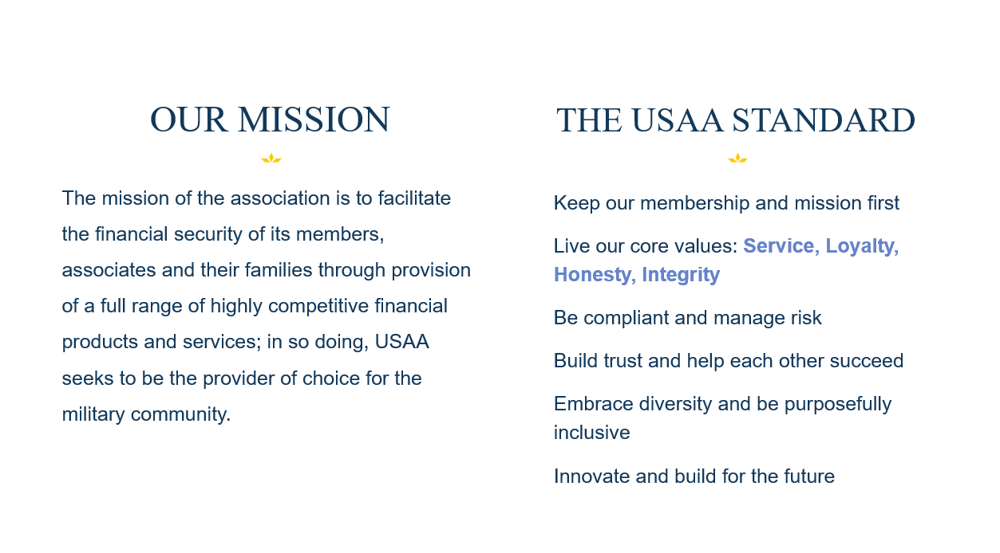 OUR MISSION
The mission of the association is to facilitate
the financial security of its members,
associates and their families through provision
of a full range of highly competitive financial
products and services; in so doing, USAA
seeks to be the provider of choice for the
military community.
THE USAA STANDARD
Keep our membership and mission first
Live our core values: Service, Loyalty,
Honesty, Integrity
Be compliant and manage risk
Build trust and help each other succeed
Embrace diversity and be purposefully
inclusive
Innovate and build for the future